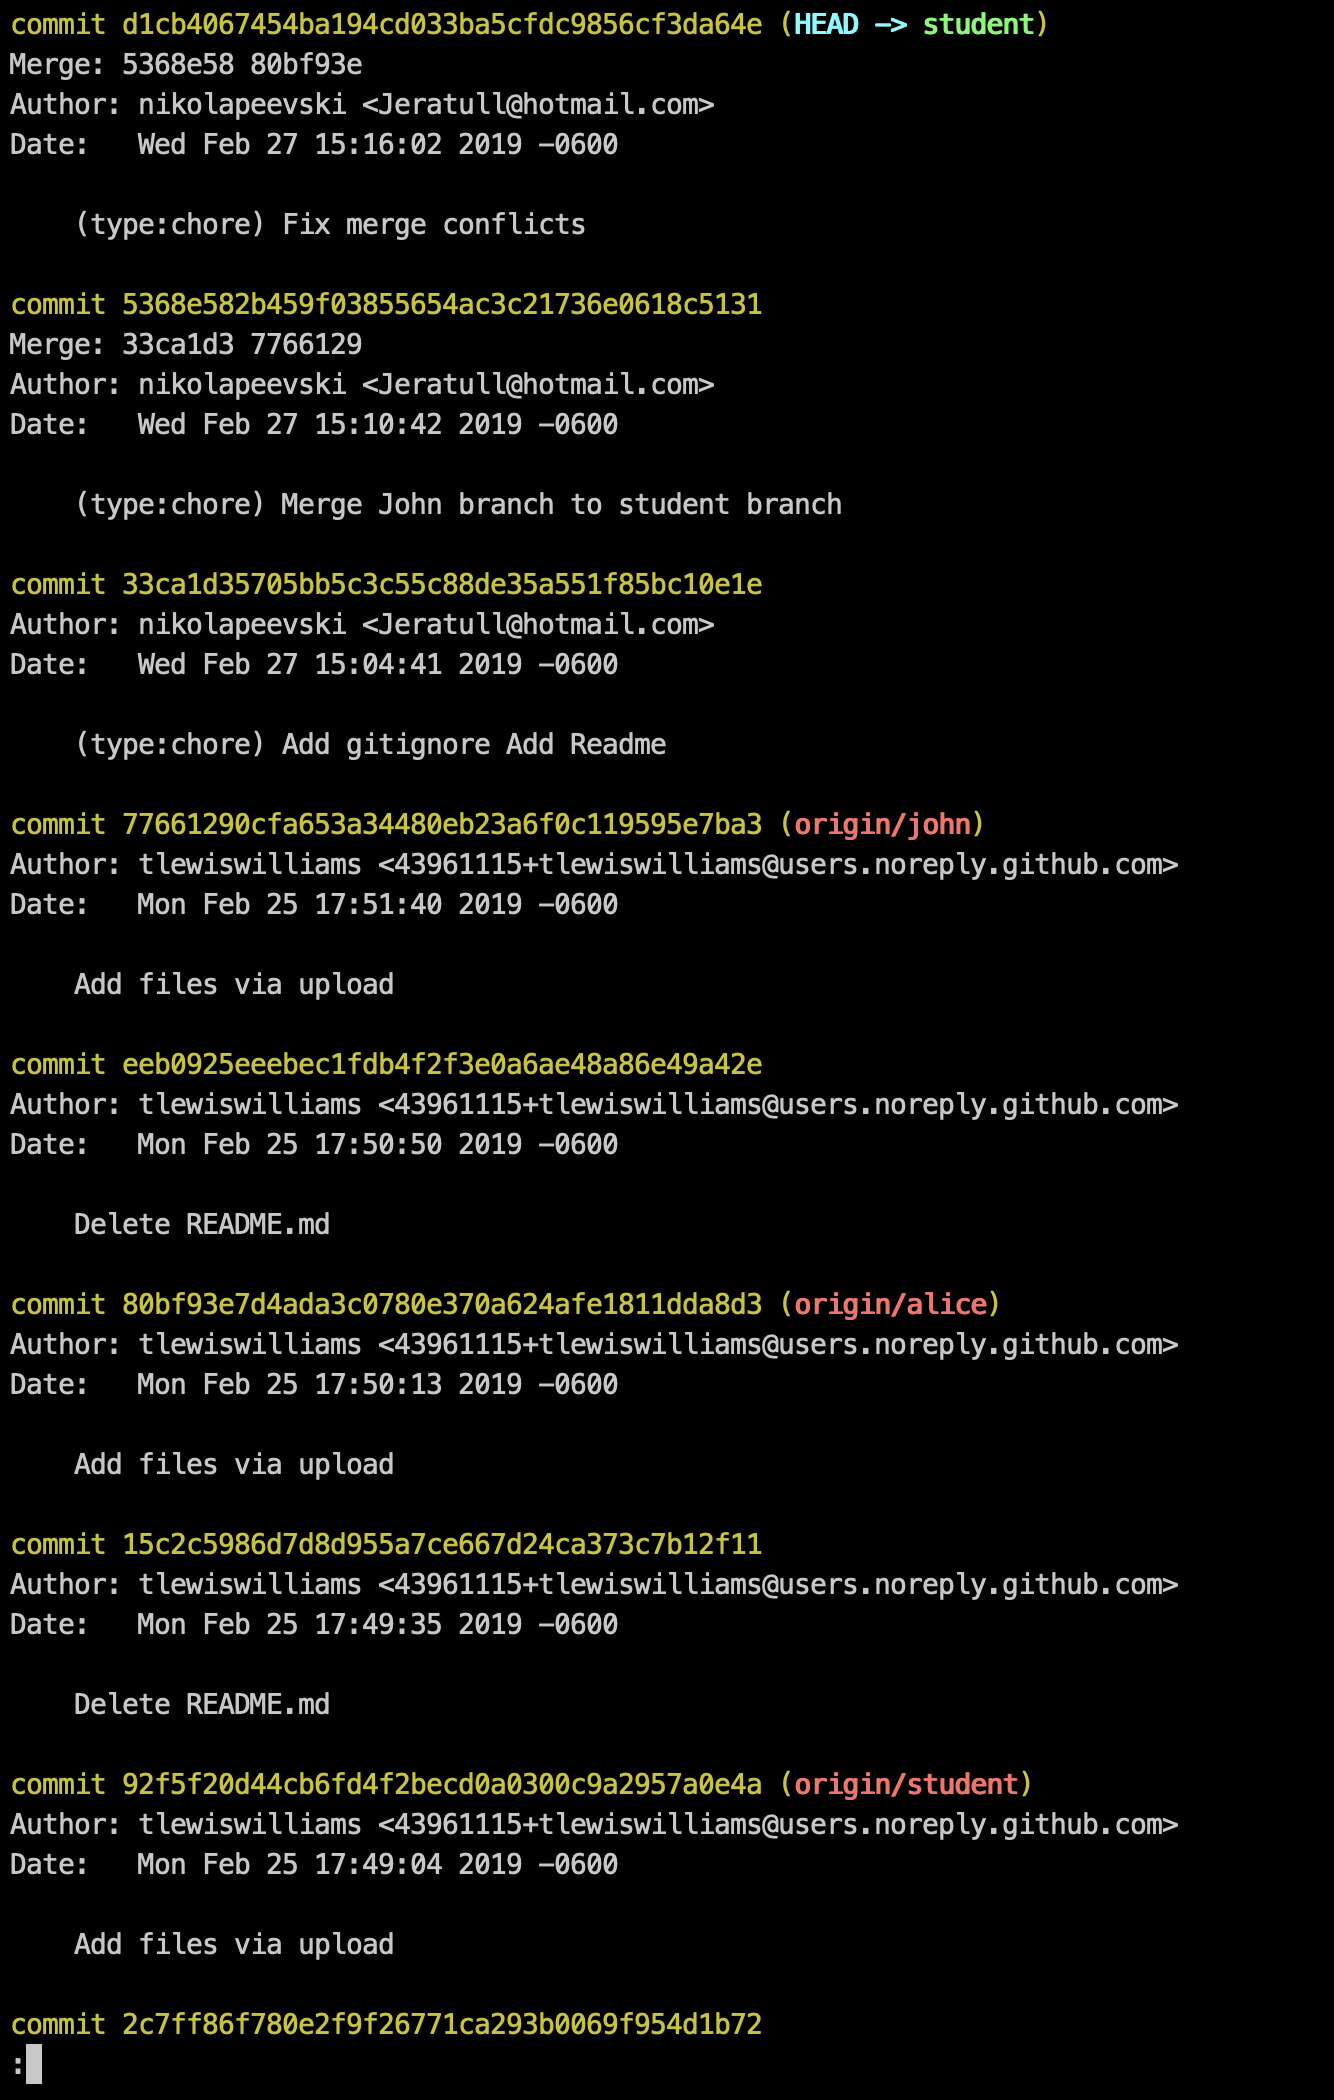 commit d1cb4067454ba194cd033ba5cfdc9856cf3da64e (HEAD -> student)
Merge: 5368e58 80bf93e
Author: nikolapeevski <Jeratull@hotmail.com>
Date:   Wed Feb 27 15:16:02 2019 -0600

    (type:chore) Fix merge conflicts

commit 5368e582b459f03855654ac3c21736e0618c5131
Merge: 33ca1d3 7766129
Author: nikolapeevski <Jeratull@hotmail.com>
Date:   Wed Feb 27 15:10:42 2019 -0600

    (type:chore) Merge John branch to student branch

commit 33ca1d35705bb5c3c55c88de35a551f85bc10e1e
Author: nikolapeevski <Jeratull@hotmail.com>
Date:   Wed Feb 27 15:04:41 2019 -0600

    (type:chore) Add gitignore Add Readme

commit 77661290cfa653a34480eb23a6f0c119595e7ba3 (origin/john)
Author: tlewiswilliams <43961115+tlewiswilliams@users.noreply.github.com>
Date:   Mon Feb 25 17:51:40 2019 -0600

    Add files via upload

commit eeb0925eeebec1fdb4f2f3e0a6ae48a86e49a42e
Author: tlewiswilliams <43961115+tlewiswilliams@users.noreply.github.com>
Date:   Mon Feb 25 17:50:50 2019 -0600

    Delete README.md

commit 80bf93e7d4ada3c0780e370a624afe1811dda8d3 (origin/alice)
Author: tlewiswilliams <43961115+tlewiswilliams@users.noreply.github.com>
Date:   Mon Feb 25 17:50:13 2019 -0600

    Add files via upload

commit 15c2c5986d7d8d955a7ce667d24ca373c7b12f11
Author: tlewiswilliams <43961115+tlewiswilliams@users.noreply.github.com>
Date:   Mon Feb 25 17:49:35 2019 -0600

    Delete README.md

commit 92f5f20d44cb6fd4f2becd0a0300c9a2957a0e4a (origin/student)
Author: tlewiswilliams <43961115+tlewiswilliams@users.noreply.github.com>
Date:   Mon Feb 25 17:49:04 2019 -0600

    Add files via upload

commit 2c7ff86f780e2f9f26771ca293b0069f954d1b72
: